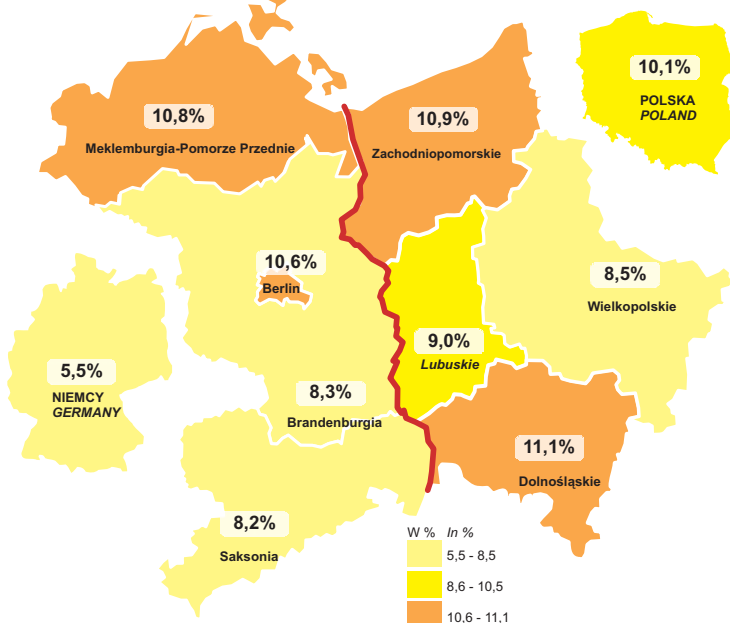 10,1%
POLSKA
POLAND
10,8%
Meklemburgia-Pomorze Przednie
10,9%
Zachodniopomorskie
10,6%
Berlin
8,5%
Wielkopolskie
9,0%
Lubuskie
5,5%
NIEMCY
GERMANY
8,3%
Brandenburgia
11,1%
Dolnośląskie
8,2%
Saksonia
W % In %
5,5 - 8,5
8,6 - 10,5
10,6 - 11,1